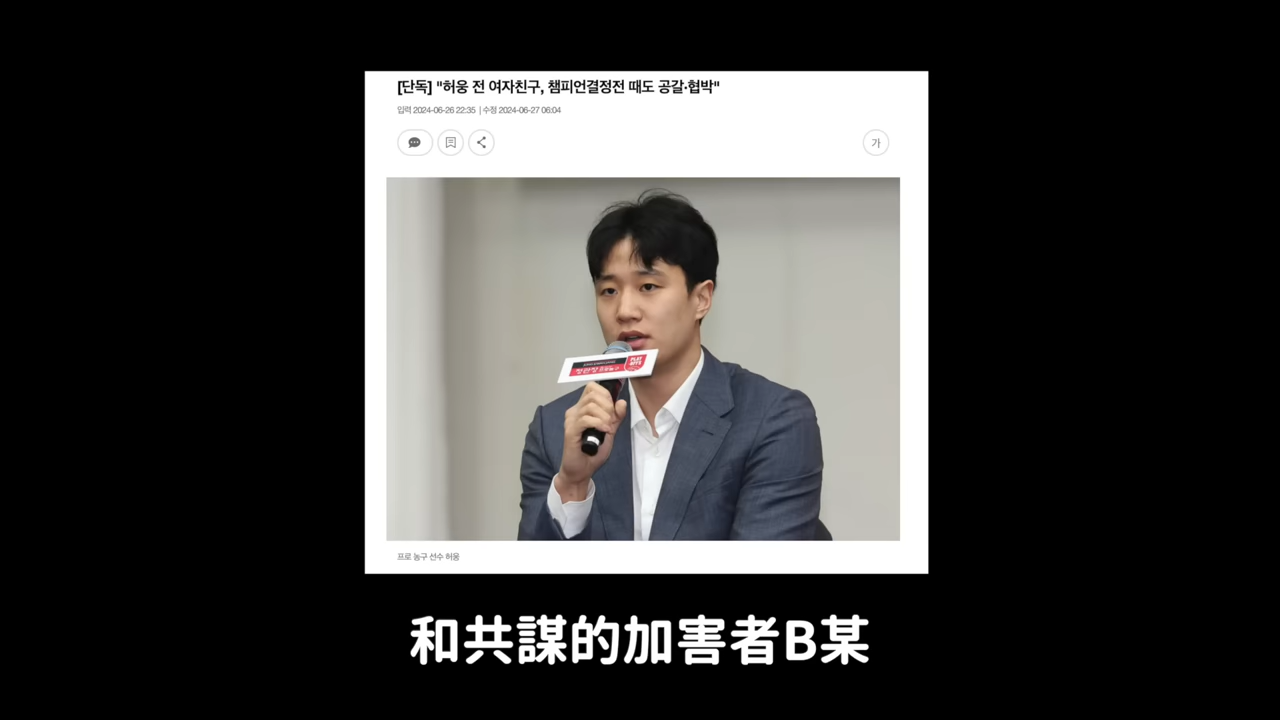 [단독] "허웅 전 여자친구, 챔피언결정전 때도 공갈·협박"
입력 2024-06-26 22:35 | 수정 2024-06-27 06:04
가
프로 농구 선수 허웅
和共謀的加害者B某